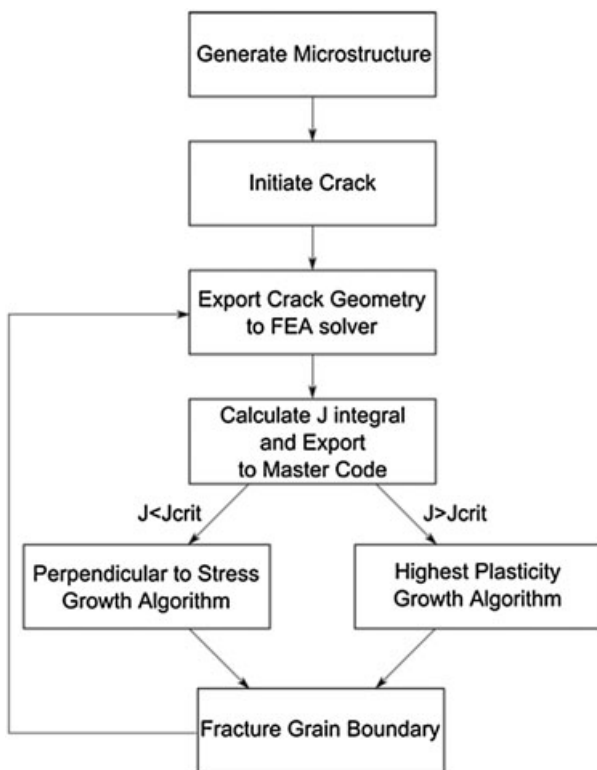 Generate Microstructure
Initiate Crack
Export Crack Geometry
to FEA solver
Calculate J integral
and Export
to Master Code
J<Jcrit
J>Jcrit
Perpendicular to Stress
Growth Algorithm
Highest Plasticity
Growth Algorithm
Fracture Grain Boundary